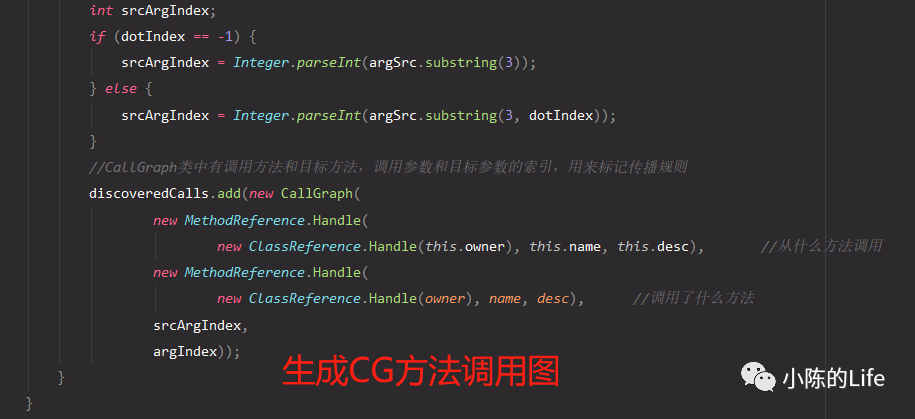 int srcArgIndex;
if (dotIndex == -1) {
srcArgIndex = Integer.parseInt(argSrc.substring(3));
} else {
srcArgIndex = Integer.parseInt(argSrc.substring(3, dotIndex));
}
//CallGraph类中有调用方法和目标方法，调用参数和目标参数的索引，用来标记传播规则
discoveredCalls.add(new CallGraph(
new MethodReference.Handle(
new ClassReference.Handle(this.owner), this.name, this.desc), //从什么方法调用
new MethodReference.Handle(
new ClassReference.Handle(owner), name, desc), //调用了什么方法
srcArgIndex,
argIndex));
生成CG方法调用图
小陈的Life
}
}